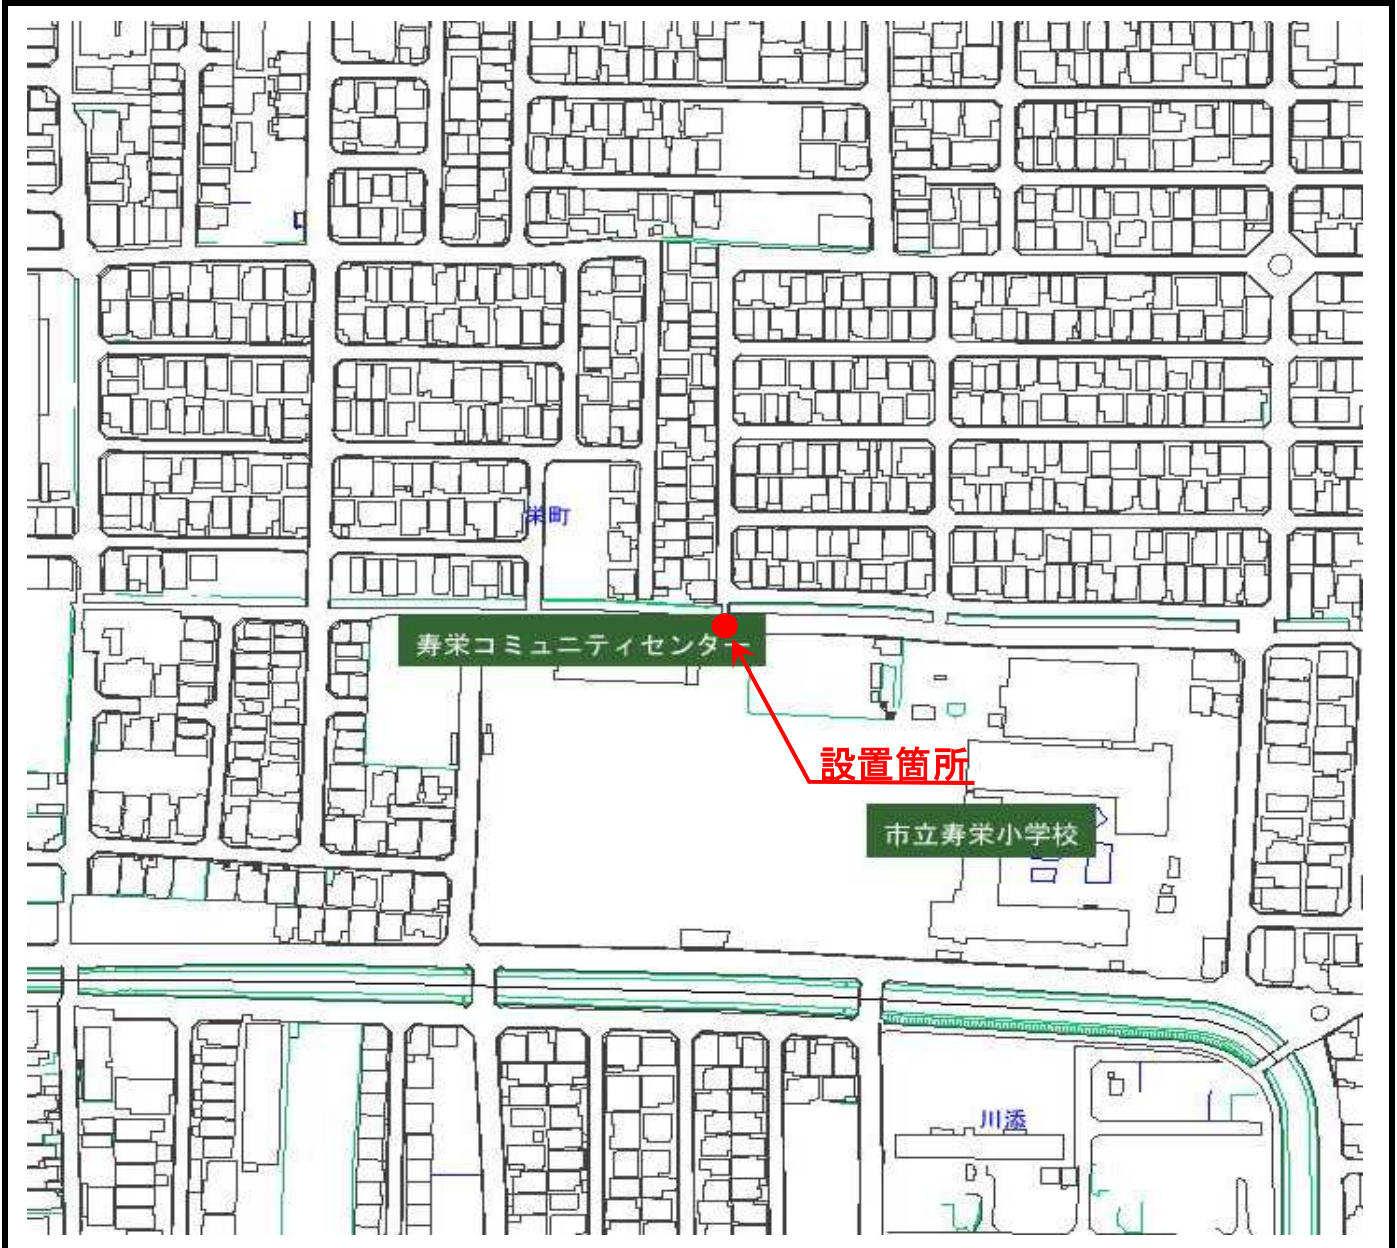 栄町
寿栄コミュニティセンター
設置箇所
市立寿栄小学校
川添